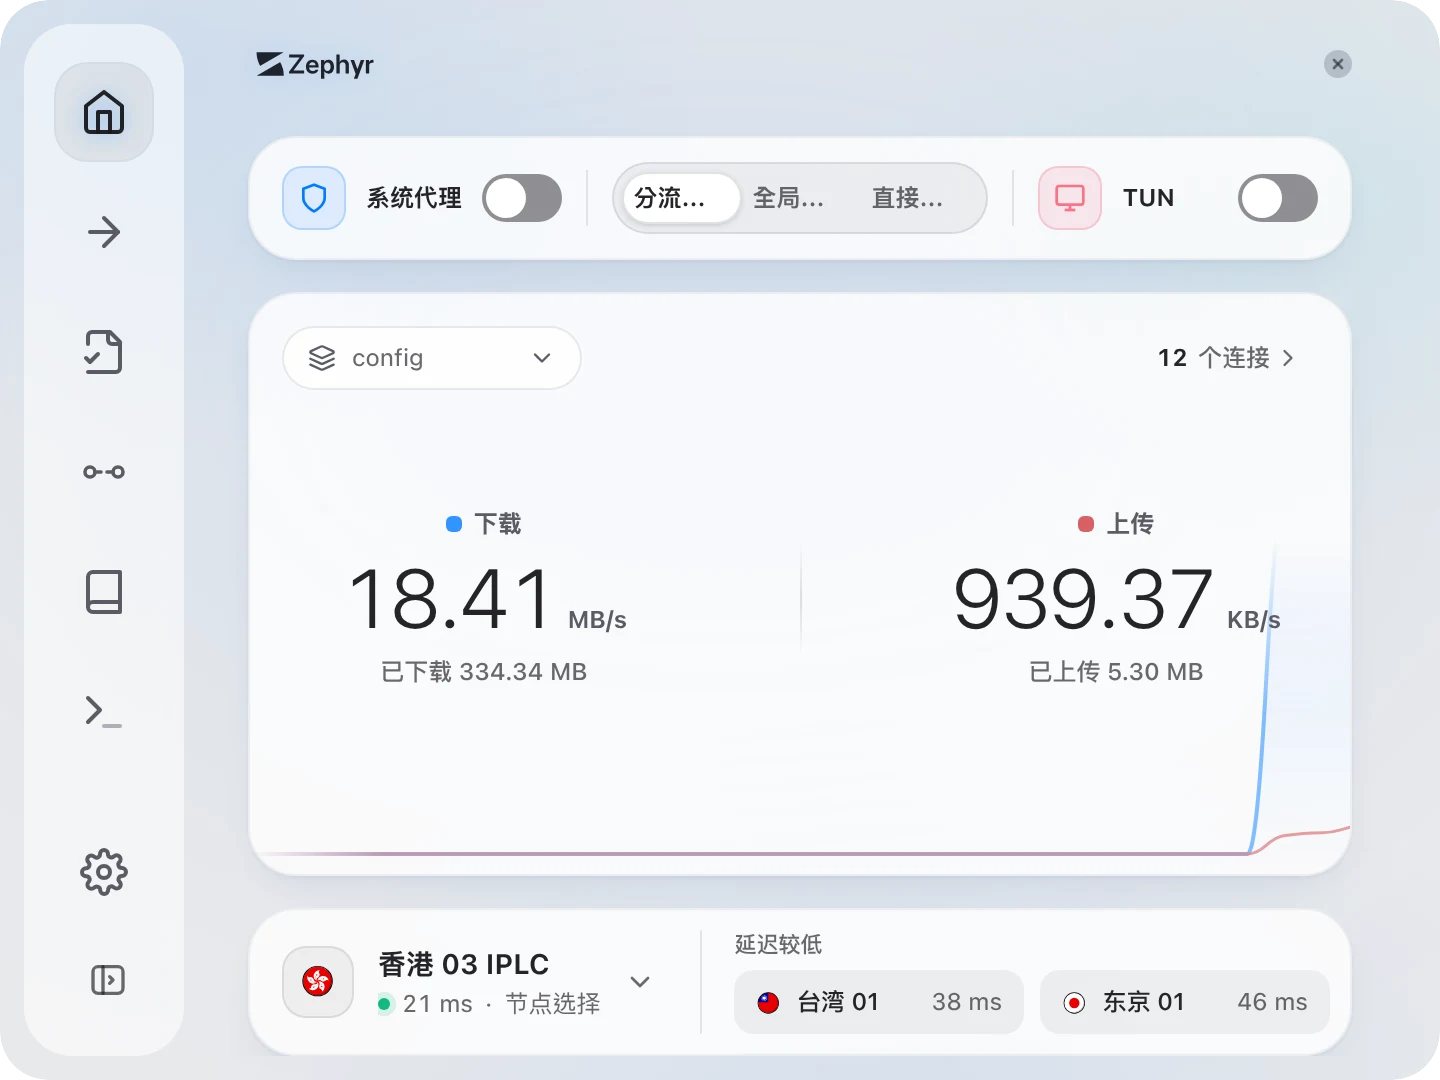 Zephyr
系统代理
分流...
全局...
直接...
TUN
config
12 个连接
下载
18.41 MB/s
已下载 334.34 MB
上传
939.37 KB/s
已上传 5.30 MB
香港 03 IPLC
21 ms · 节点选择
延迟较低
台湾 01 38 ms
东京 01 46 ms